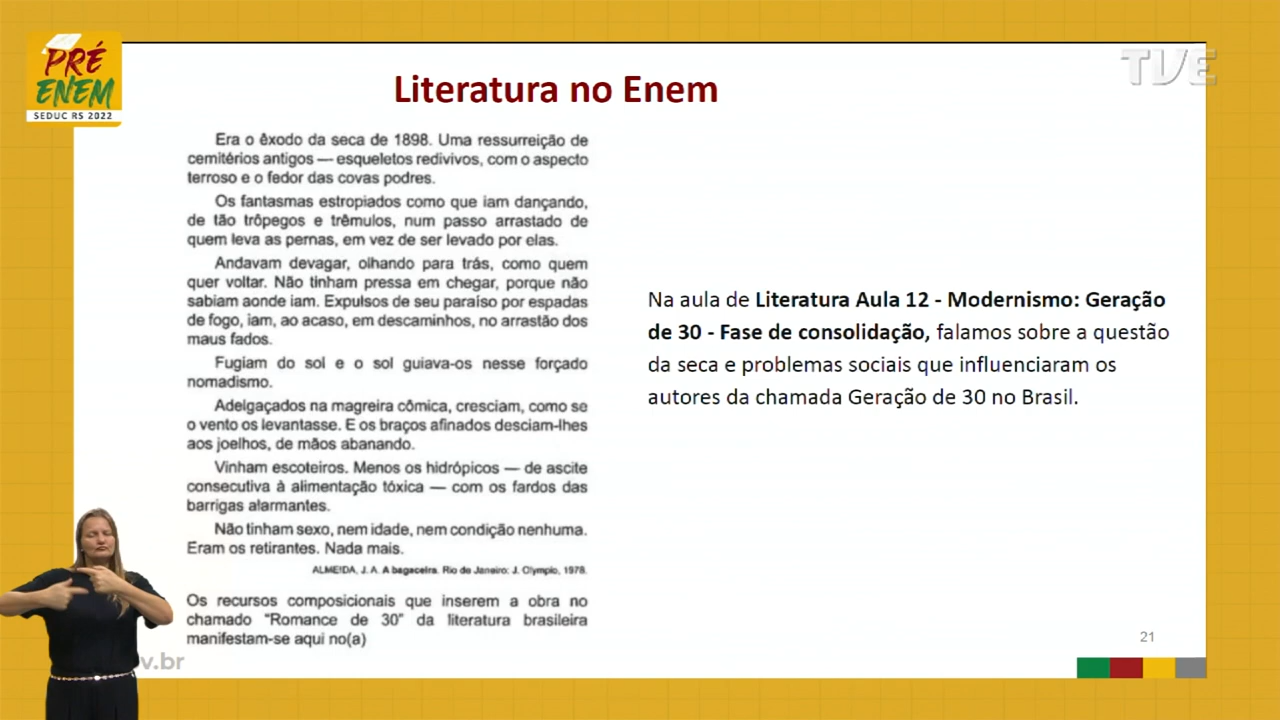 PRÉ
ENEM
SEDUC RS 2022
TVE
Literatura no Enem
Era o êxodo da seca de 1898. Uma ressurreição de
cemitérios antigos — esqueletos redivivos, com o aspecto
terroso e o fedor das covas podres.
Os fantasmas estropiados como que iam dançando,
de tão trôpegos e trêmulos, num passo arrastado de
quem leva as pernas, em vez de ser levado por elas.
Andavam devagar, olhando para trás, como quem
quer voltar. Não tinham pressa em chegar, porque não
sabiam aonde iam. Expulsos de seu paraíso por espadas
de fogo, iam, ao acaso, em descaminhos, no arrastão dos
maus fados.
Fugiam do sol e o sol guiava-os nesse forçado
nomadismo.
Adelgaçados na magreira cômica, cresciam, como se
o vento os levantasse. E os braços afinados desciam-lhes
aos joelhos, de mãos abanando.
Vinham escoteiros. Menos os hidrópicos — de ascite
consecutiva à alimentação tóxica — com os fardos das
barrigas alarmantes.
Não tinham sexo, nem idade, nem condição nenhuma.
Eram os retirantes. Nada mais.
ALMEIDA, J. A. A bagaceira. Rio de Janeiro: J. Olympio, 1978.
Os recursos composicionais que inserem a obra no
chamado "Romance de 30" da literatura brasileira
manifestam-se aqui no(a)
Na aula de Literatura Aula 12 - Modernismo: Geração
de 30 - Fase de consolidação, falamos sobre a questão
da seca e problemas sociais que influenciaram os
autores da chamada Geração de 30 no Brasil.
21
v.br